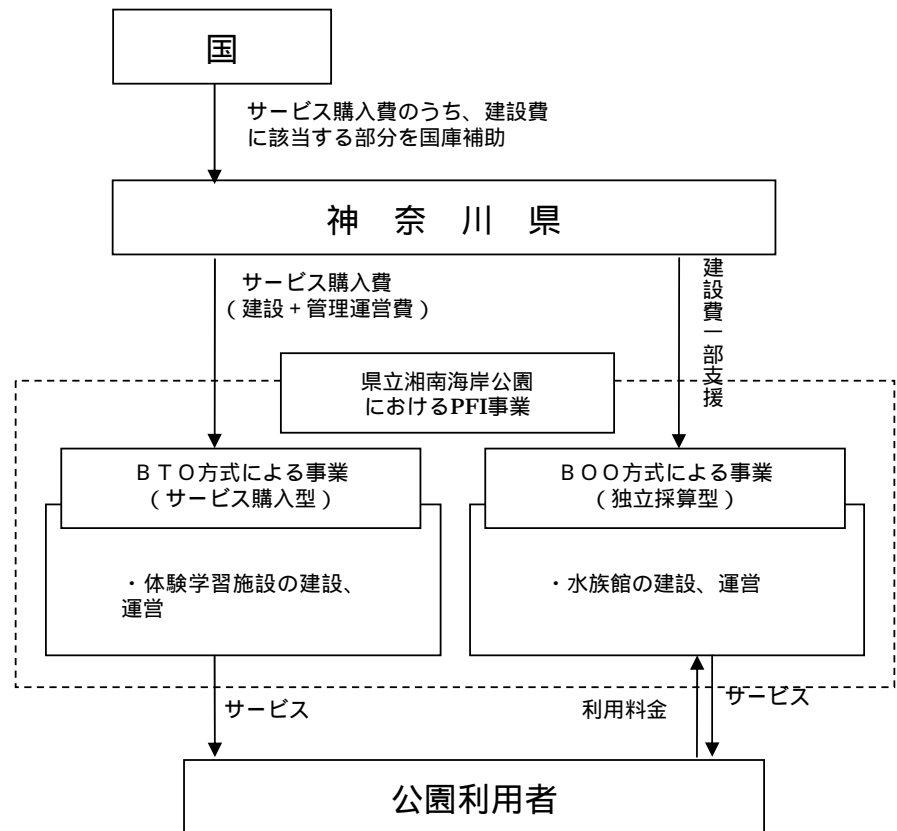 国
サービス購入費のうち、建設費
に該当する部分を国庫補助
神 奈 川 県
サービス購入費
（建設＋管理運営費）
建設費一部支援
県立湘南海岸公園
におけるPFI事業
ＢＴＯ方式による事業
（サービス購入型）
ＢＯＯ方式による事業
（独立採算型）
・体験学習施設の建設、
運営
・水族館の建設、運営
サービス
利用料金
サービス
公園利用者